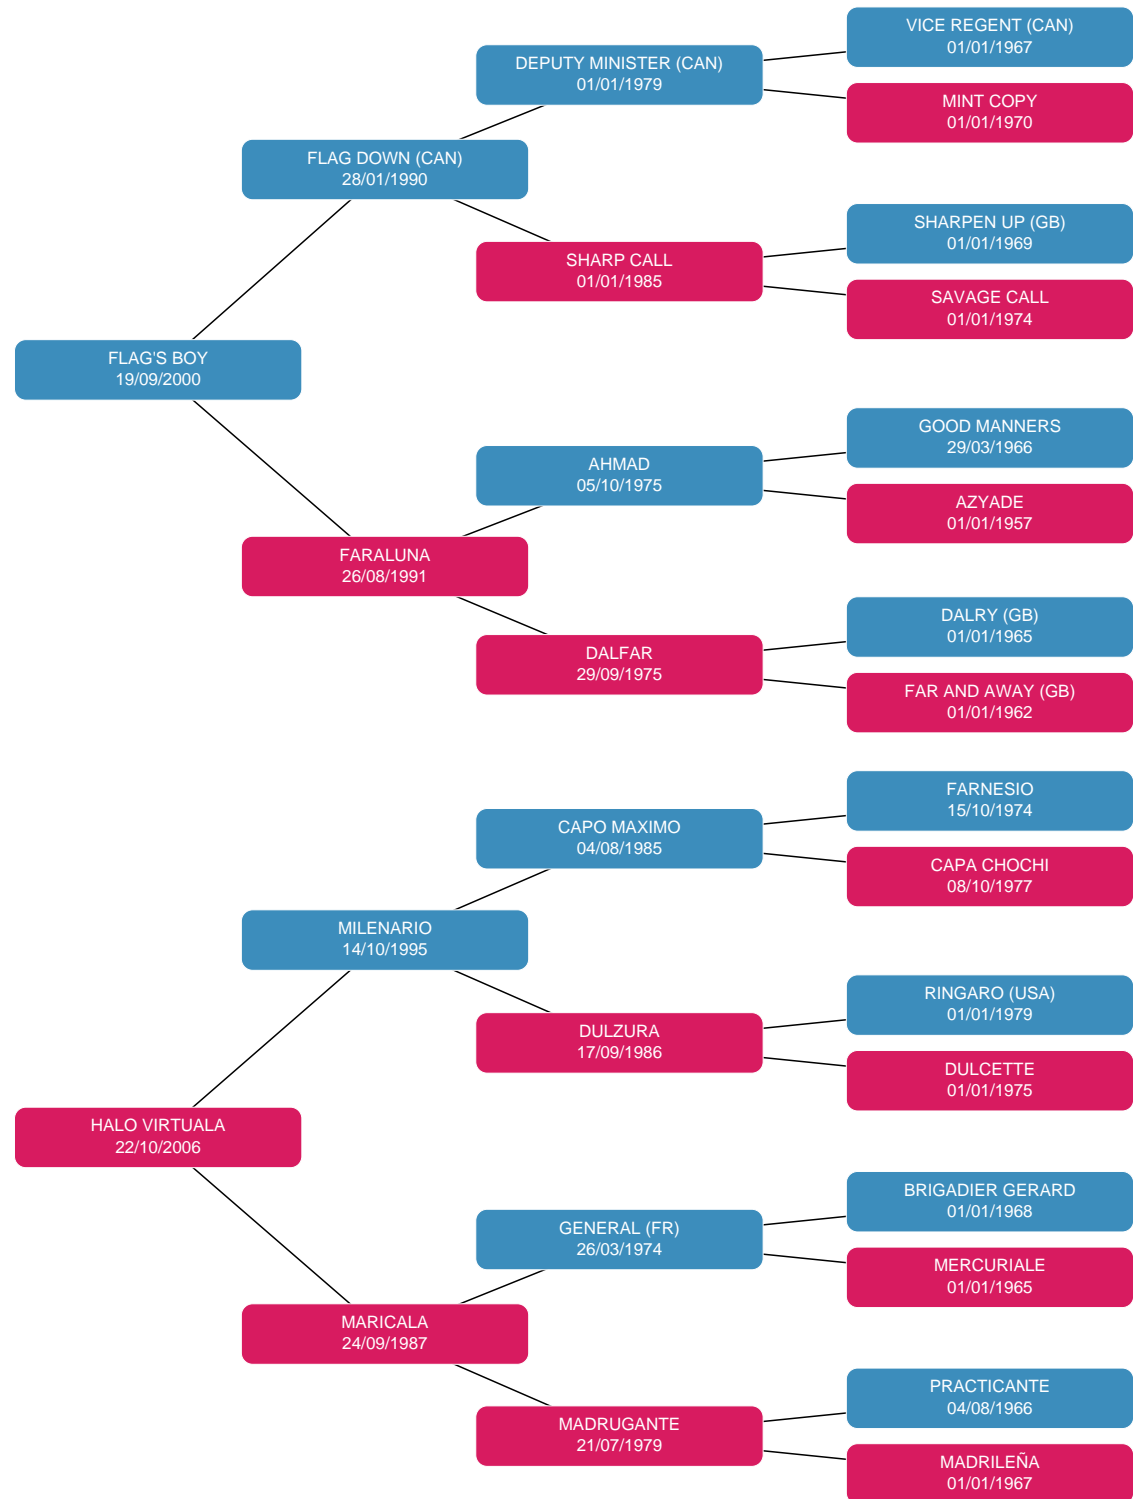 VICE REGENT (CAN)
01/01/1967
DEPUTY MINISTER (CAN)
01/01/1979
MINT COPY
01/01/1970
FLAG DOWN (CAN)
28/01/1990
SHARPEN UP (GB)
01/01/1969
SHARP CALL
01/01/1985
SAVAGE CALL
01/01/1974
FLAG'S BOY
19/09/2000
GOOD MANNERS
29/03/1966
AHMAD
05/10/1975
AZYADE
01/01/1957
FARALUNA
26/08/1991
DALRY (GB)
01/01/1965
DALFAR
29/09/1975
FAR AND AWAY (GB)
01/01/1962
FARNESIO
15/10/1974
CAPO MAXIMO
04/08/1985
CAPA CHOCHI
08/10/1977
MILENARIO
14/10/1995
RINGARO (USA)
01/01/1979
DULZURA
17/09/1986
DULCETTE
01/01/1975
HALO VIRTUALA
22/10/2006
BRIGADIER GERARD
01/01/1968
GENERAL (FR)
26/03/1974
MERCURIALE
01/01/1965
MARICALA
24/09/1987
PRACTICANTE
04/08/1966
MADRUGANTE
21/07/1979
MADRILEÑA
01/01/1967